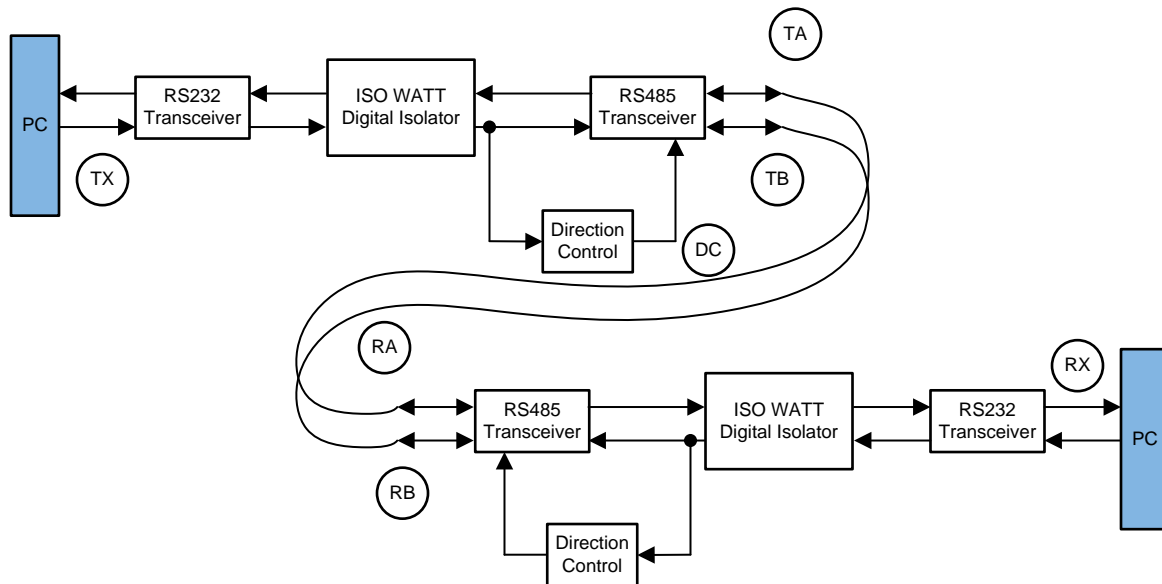 TA
PC
RS232
Transceiver
ISO WATT
Digital Isolator
RS485
Transceiver
TX
TB
Direction
Control
DC
RA
RX
RS485
Transceiver
ISO WATT
Digital Isolator
RS232
Transceiver
PC
RB
Direction
Control